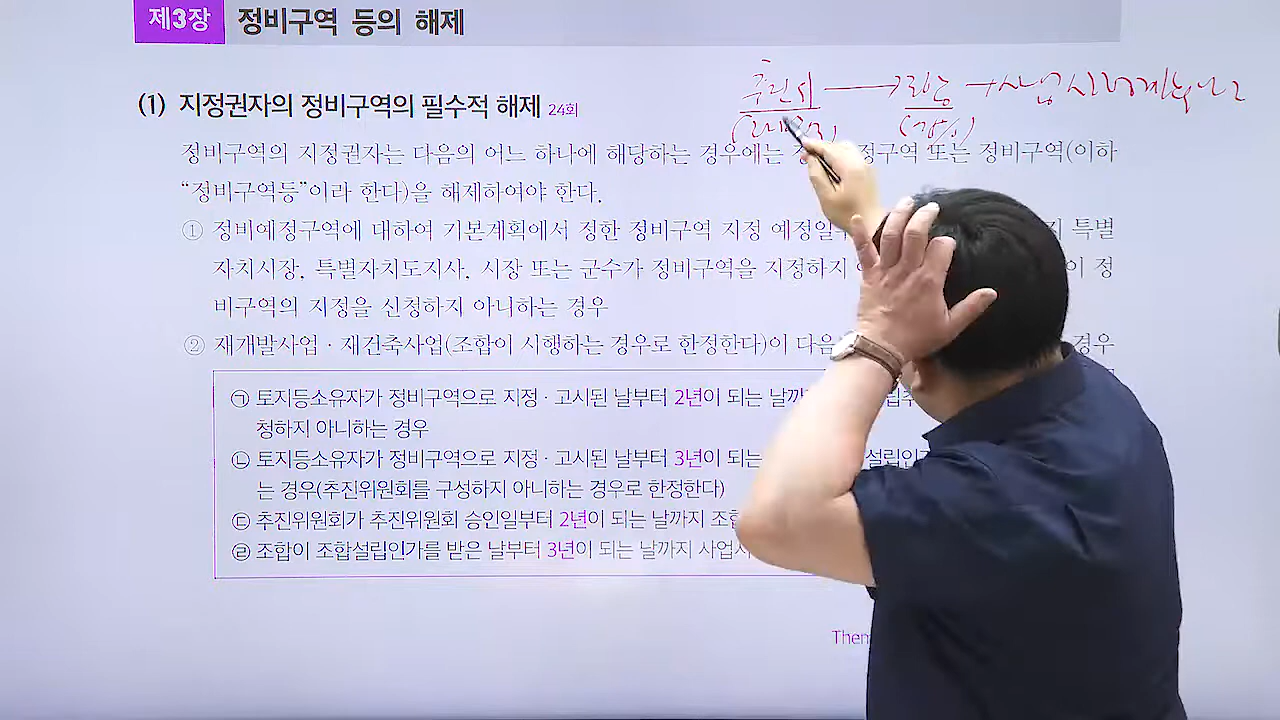 제3장 정비구역 등의 해제
(1) 지정권자의 정비구역의 필수적 해제 24회
정비구역의 지정권자는 다음의 어느 하나에 해당하는 경우에는 정구역 또는 정비구역(이하
“정비구역등”이라 한다)을 해제하여야 한다.
① 정비예정구역에 대하여 기본계획에서 정한 정비구역 지정 예정일 특별
자치시장, 특별자치도지사, 시장 또는 군수가 정비구역을 지정하지 이 정
비구역의 지정을 신청하지 아니하는 경우
② 재개발사업 · 재건축사업(조합이 시행하는 경우로 한정한다)이 다음 경우
㉠ 토지등소유자가 정비구역으로 지정 · 고시된 날부터 2년이 되는 날까
청하지 아니하는 경우
㉡ 토지등소유자가 정비구역으로 지정 · 고시된 날부터 3년이 되는 설립인
는 경우(추진위원회를 구성하지 아니하는 경우로 한정한다)
㉢ 추진위원회가 추진위원회 승인일부터 2년이 되는 날까지 조합
㉣ 조합이 조합설립인가를 받은 날부터 3년이 되는 날까지 사업시
Them